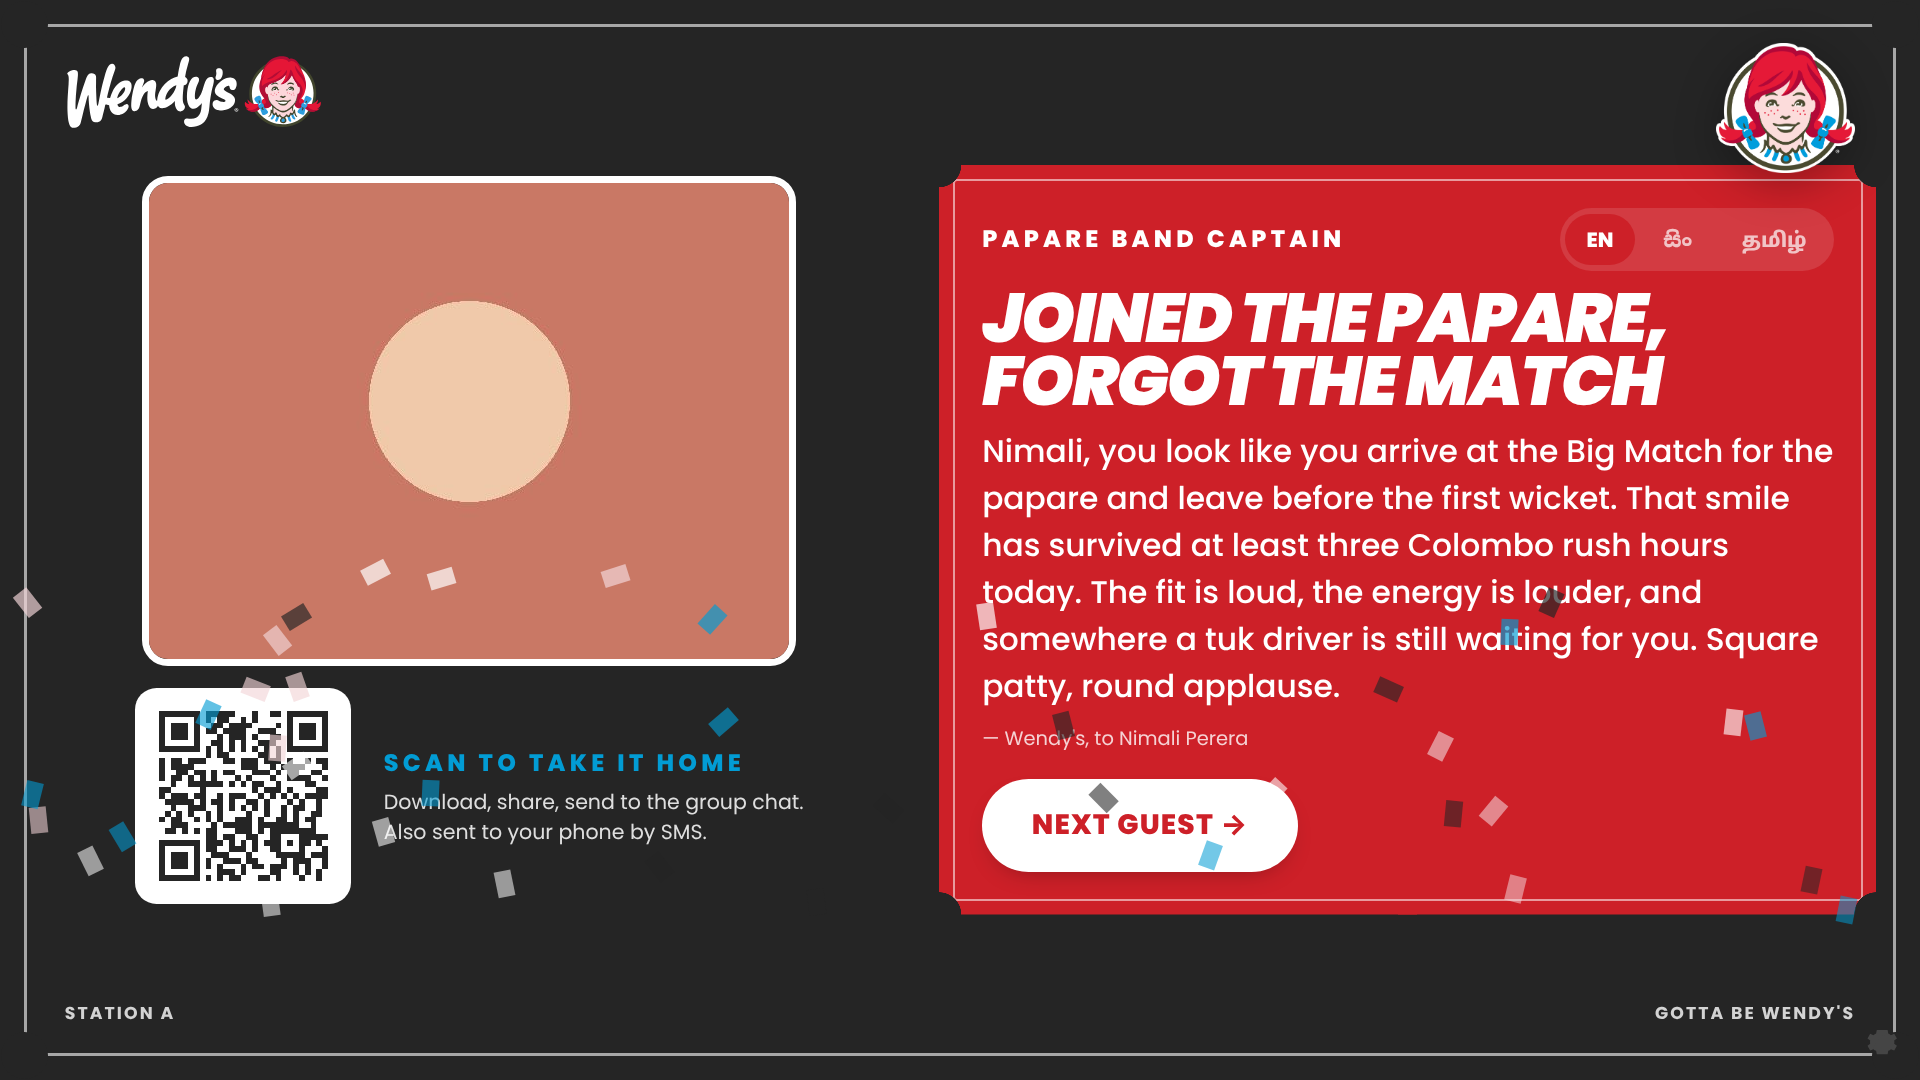 Wendy's
PAPARE BAND CAPTAIN
EN
සිං
தமிழ்
JOINED THE PAPARE,
FORGOT THE MATCH
Nimali, you look like you arrive at the Big Match for the
papare and leave before the first wicket. That smile
has survived at least three Colombo rush hours
today. The fit is loud, the energy is louder, and
somewhere a tuk driver is still waiting for you. Square
patty, round applause.
— Wendy's, to Nimali Perera
NEXT GUEST →
SCAN TO TAKE IT HOME
Download, share, send to the group chat.
Also sent to your phone by SMS.
STATION A
GOTTA BE WENDY'S